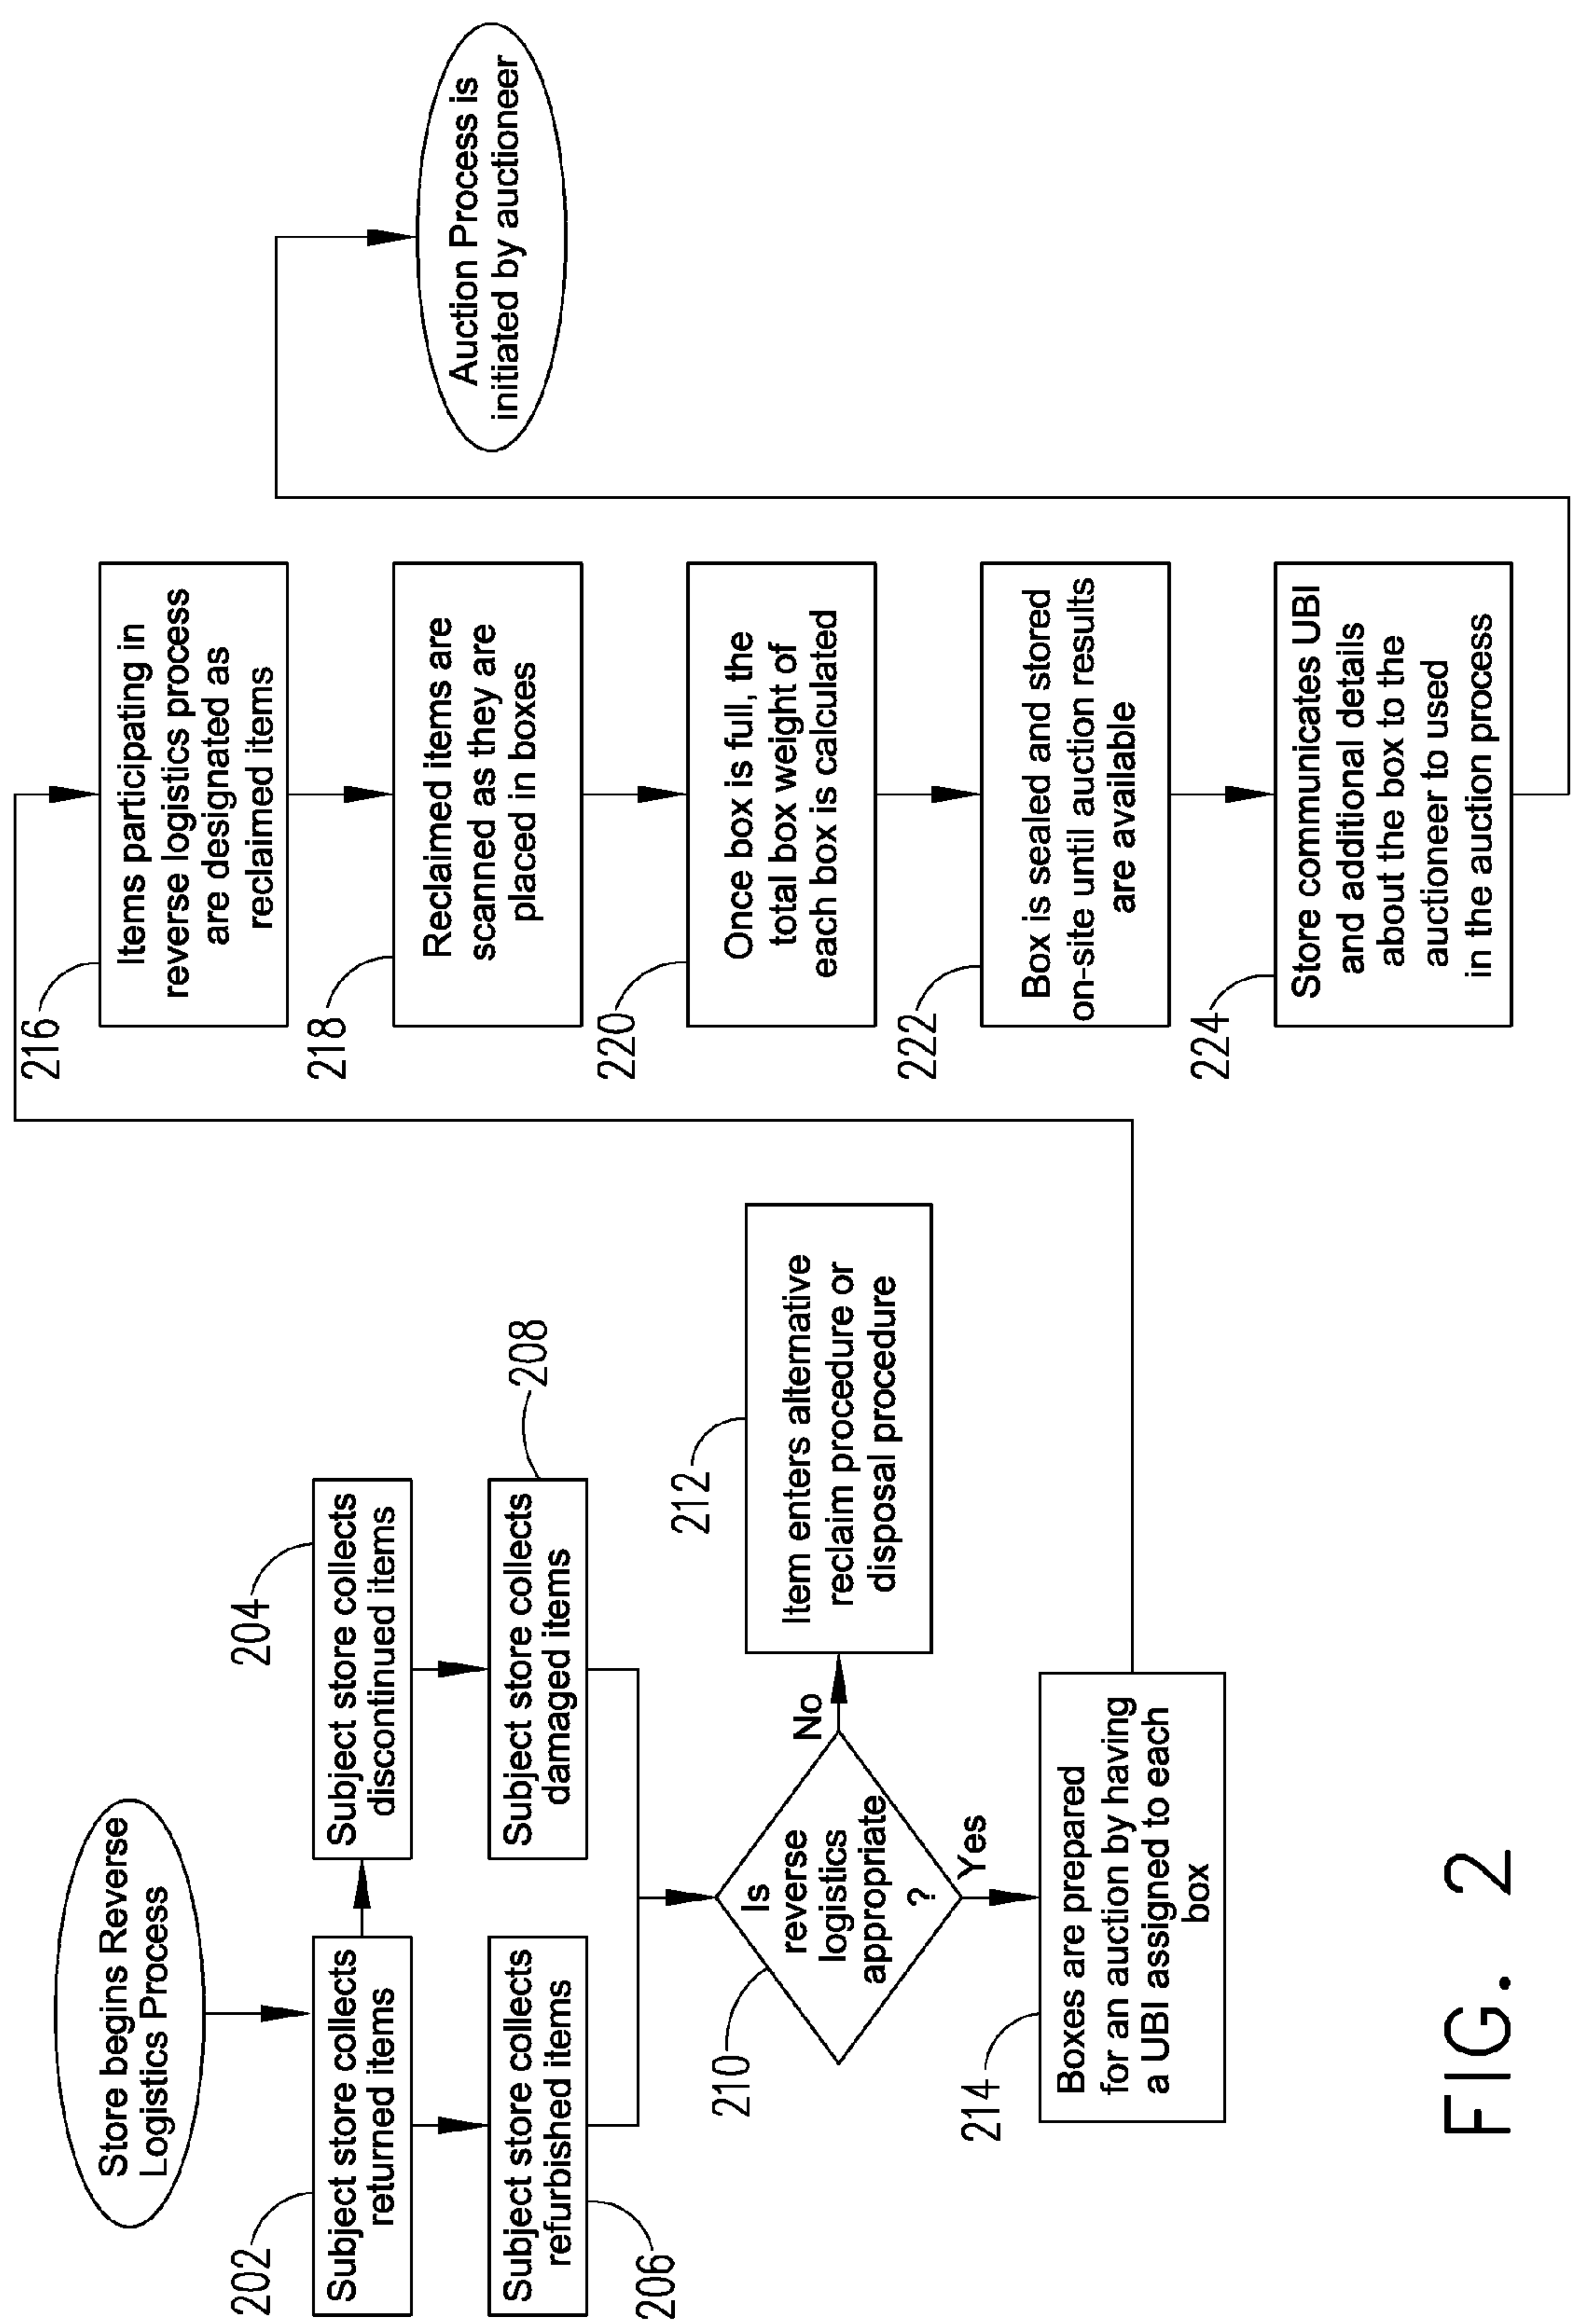 Store begins Reverse
Logistics Process
202
Subject store collects
returned items
204
Subject store collects
discontinued items
206
Subject store collects
refurbished items
208
Subject store collects
damaged items
210
Is
reverse
logistics
appropriate
?
No
Yes
212
Item enters alternative
reclaim procedure or
disposal procedure
214
Boxes are prepared
for an auction by having
a UBI assigned to each
box
216
Items participating in
reverse logistics process
are designated as
reclaimed items
218
Reclaimed items are
scanned as they are
placed in boxes
220
Once box is full, the
total box weight of
each box is calculated
222
Box is sealed and stored
on-site until auction results
are available
224
Store communicates UBI
and additional details
about the box to the
auctioneer to used
in the auction process
Auction Process is
initiated by auctioneer
FIG. 2